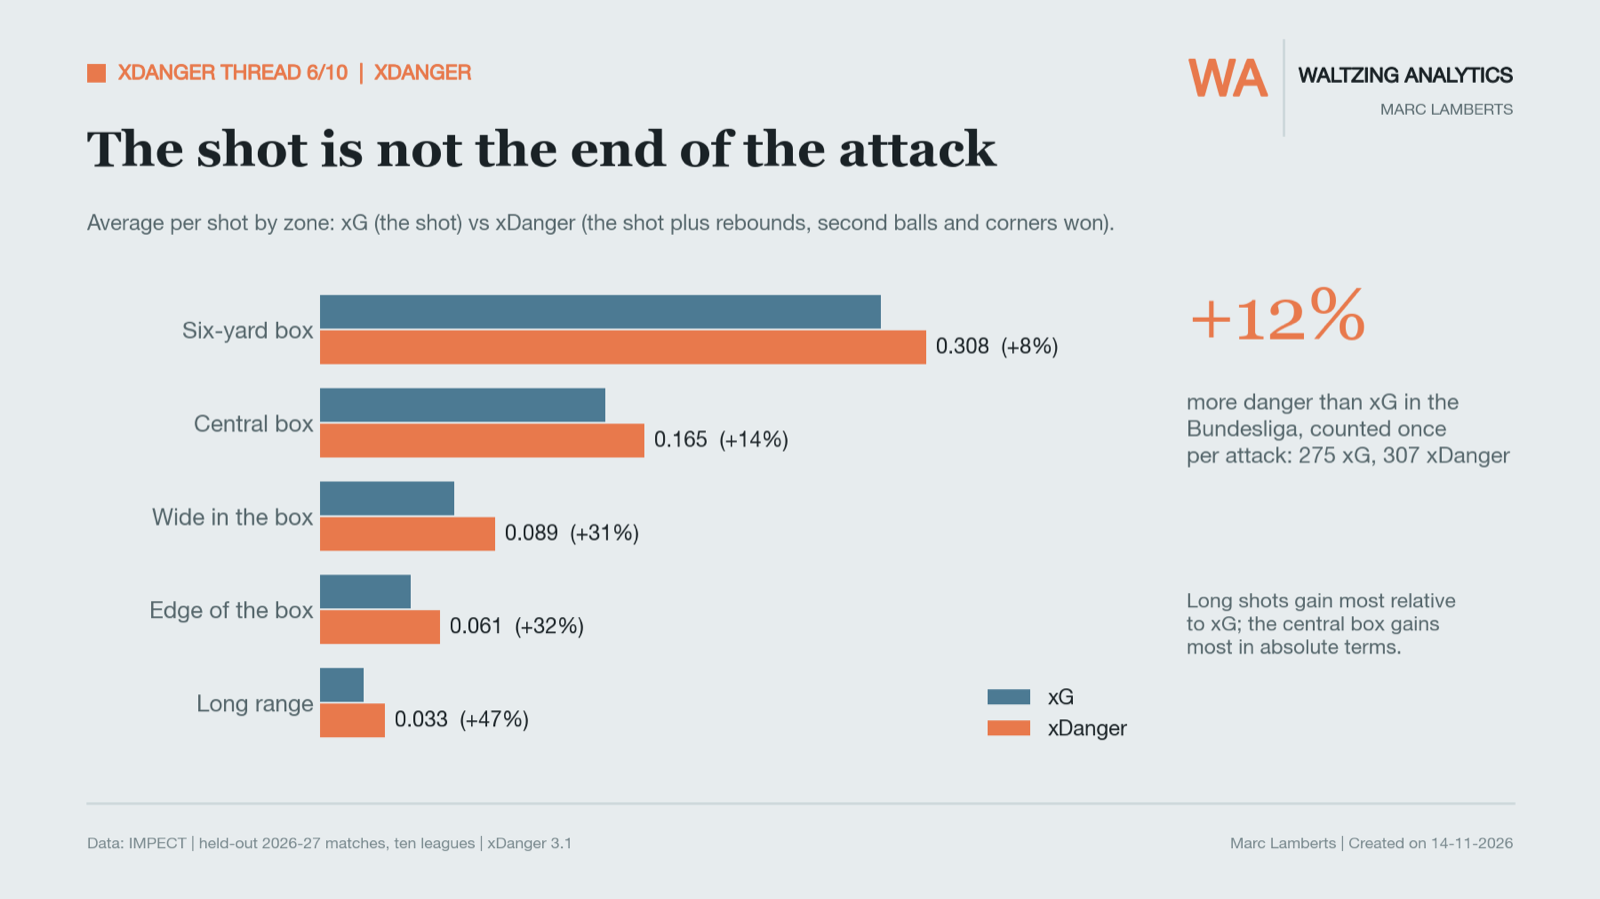 XDANGER THREAD 6/10 | XDANGER
WA
WALTZING ANALYTICS
MARC LAMBERTS
The shot is not the end of the attack
Average per shot by zone: xG (the shot) vs xDanger (the shot plus rebounds, second balls and corners won).
Six-yard box
0.308 (+8%)
Central box
0.165 (+14%)
Wide in the box
0.089 (+31%)
Edge of the box
0.061 (+32%)
Long range
0.033 (+47%)
xG
xDanger
+12%
more danger than xG in the
Bundesliga, counted once
per attack: 275 xG, 307 xDanger
Long shots gain most relative
to xG; the central box gains
most in absolute terms.
Data: IMPECT | held-out 2026-27 matches, ten leagues | xDanger 3.1
Marc Lamberts | Created on 14-11-2026